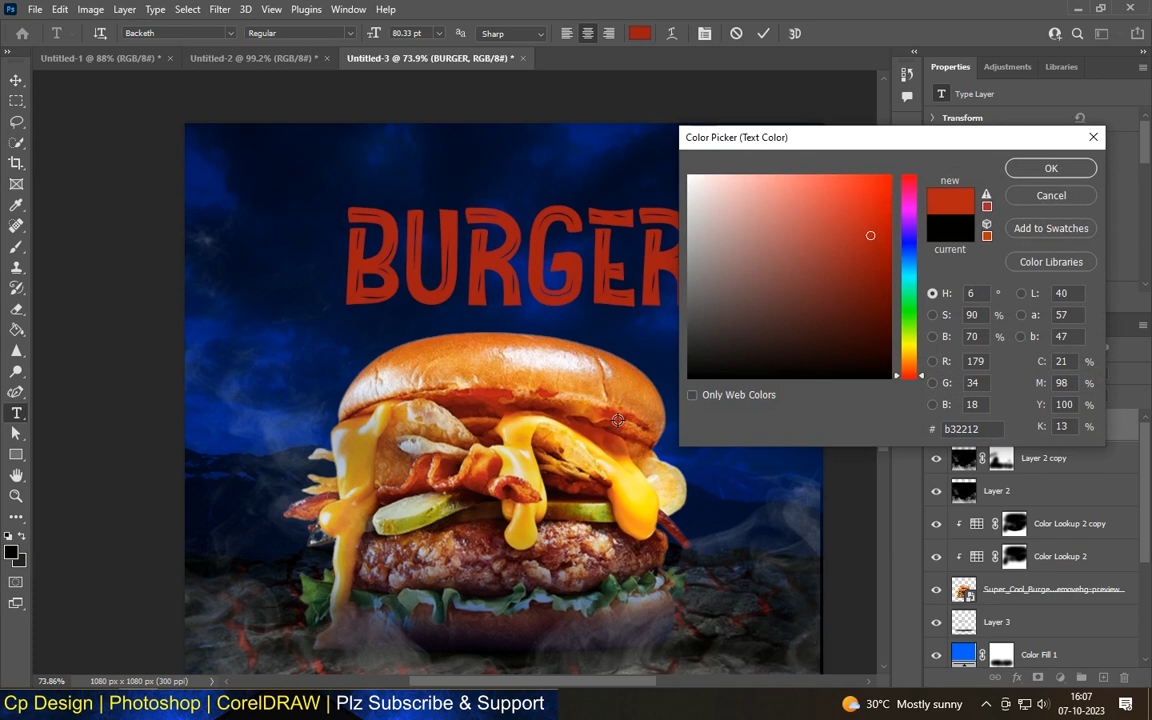 Ps File Edit Image Layer Type Select Filter 3D View Plugins Window Help
T Backeth Regular 80.33 pt Sharp 3D
Untitled-1 @ 88% (RGB/8#) * × Untitled-2 @ 99.2% (RGB/8#) * × Untitled-3 @ 73.9% (BURGER, RGB/8#) * ×
Properties Adjustments Libraries
T Type Layer
Transform
Color Picker (Text Color)
new
current
OK
Cancel
Add to Swatches
Color Libraries
H: 6 ° L: 40
S: 90 % a: 57
B: 70 % b: 47
R: 179 C: 21 %
G: 34 M: 98 %
B: 18 Y: 100 %
# b32212 K: 13 %
Only Web Colors
BURGER
Layer 2 copy
Layer 2
Color Lookup 2 copy
Color Lookup 2
Super_Cool_Burge...emovebg-preview...
Layer 3
Color Fill 1
73.86% 1080 px x 1080 px (300 ppi)
Cp Design | Photoshop | CorelDRAW | Plz Subscribe & Support
30°C Mostly sunny
16:07
07-10-2023